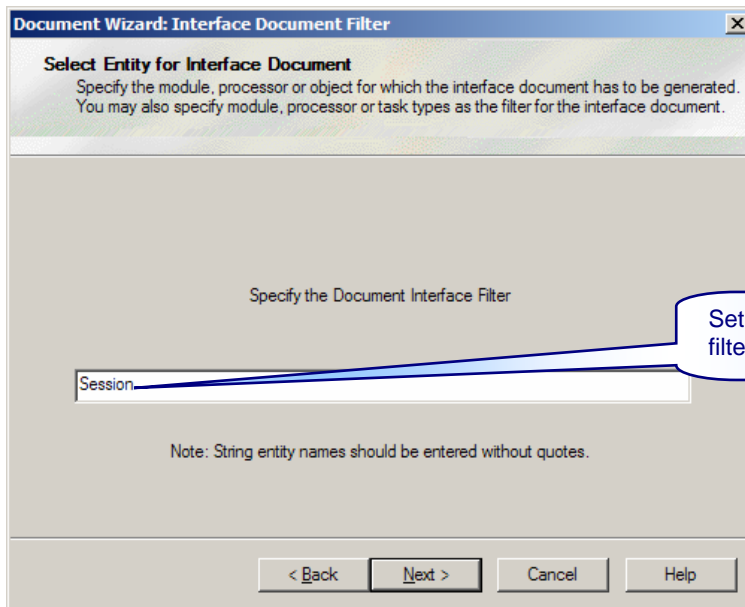 Document Wizard: Interface Document Filter
Select Entity for Interface Document
Specify the module, processor or object for which the interface document has to be generated.
You may also specify module, processor or task types as the filter for the interface document.
Specify the Document Interface Filter
Set
Session
Note: String entity names should be entered without quotes.
< Back
Next >
Cancel
Help